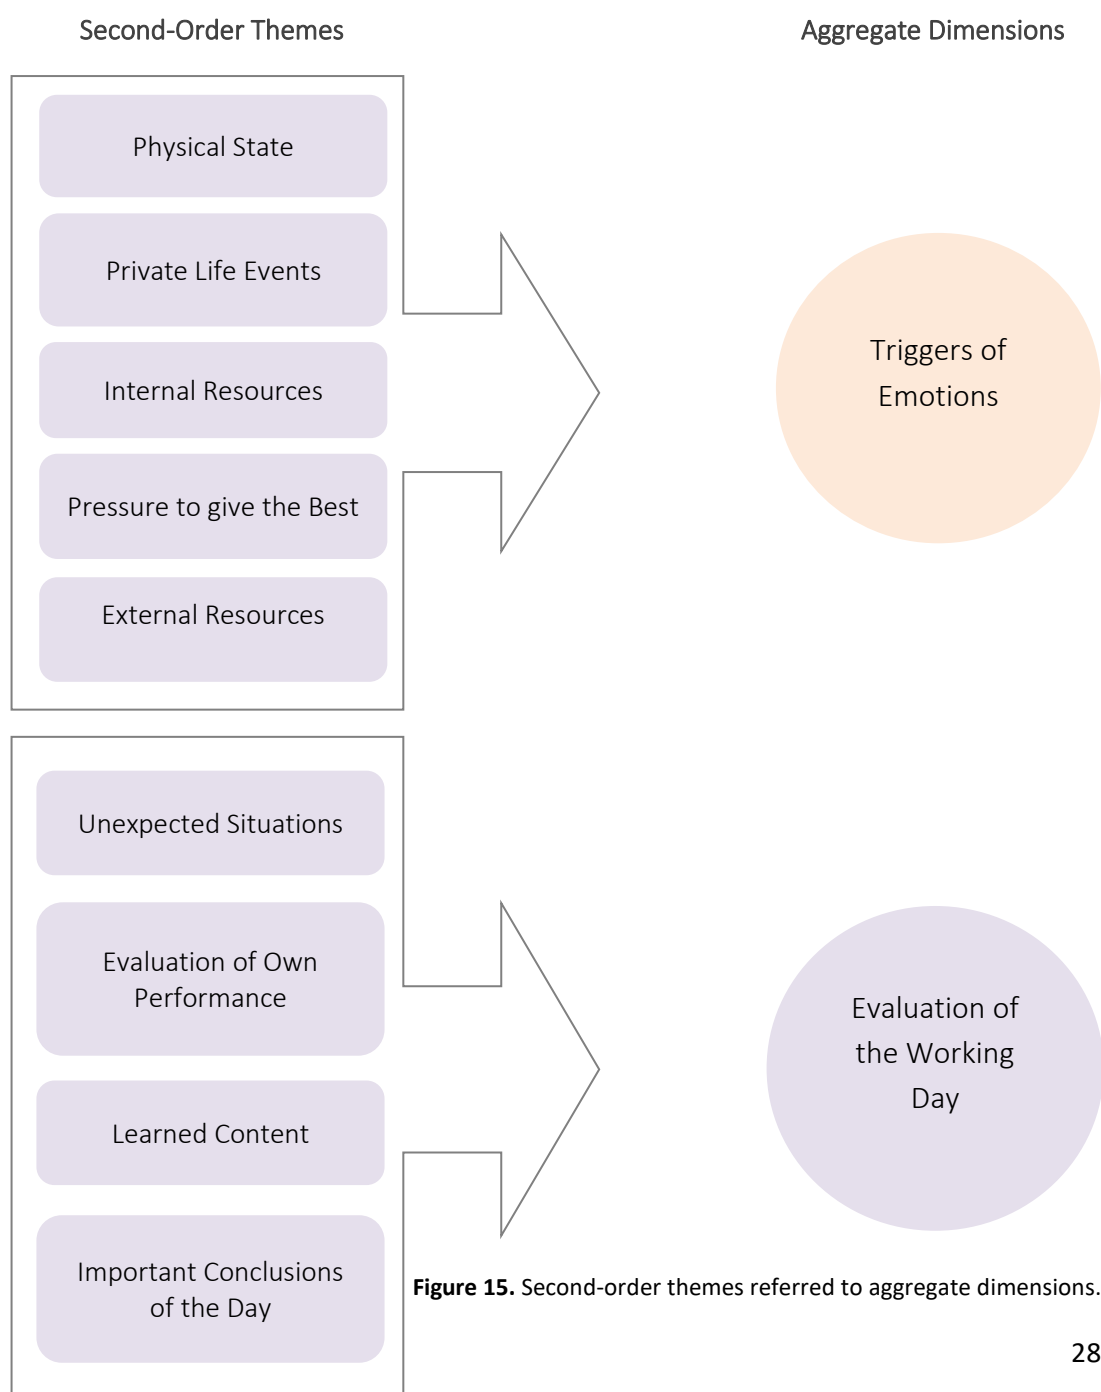 Second-Order Themes
Aggregate Dimensions
Physical State
Private Life Events
Internal Resources
Pressure to give the Best
External Resources
Triggers of
Emotions
Unexpected Situations
Evaluation of Own
Performance
Learned Content
Important Conclusions
of the Day
Evaluation of
the Working
Day
Figure 15. Second-order themes referred to aggregate dimensions.
28